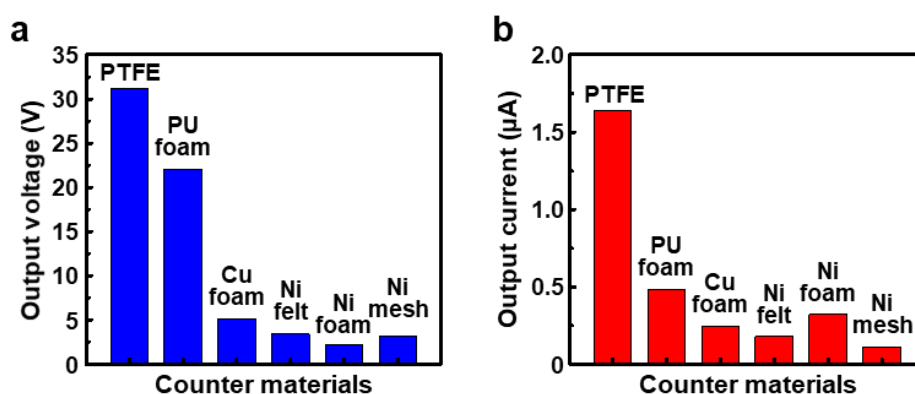 a
Output voltage (V)
35
30
25
20
15
10
5
0
PTFE
PU
foam
Cu
foam
Ni
felt
Ni
foam
Ni
mesh
Counter materials
b
Output current (μA)
2.0
1.5
1.0
0.5
0
PTFE
PU
foam
Cu
foam
Ni
felt
Ni
foam
Ni
mesh
Counter materials